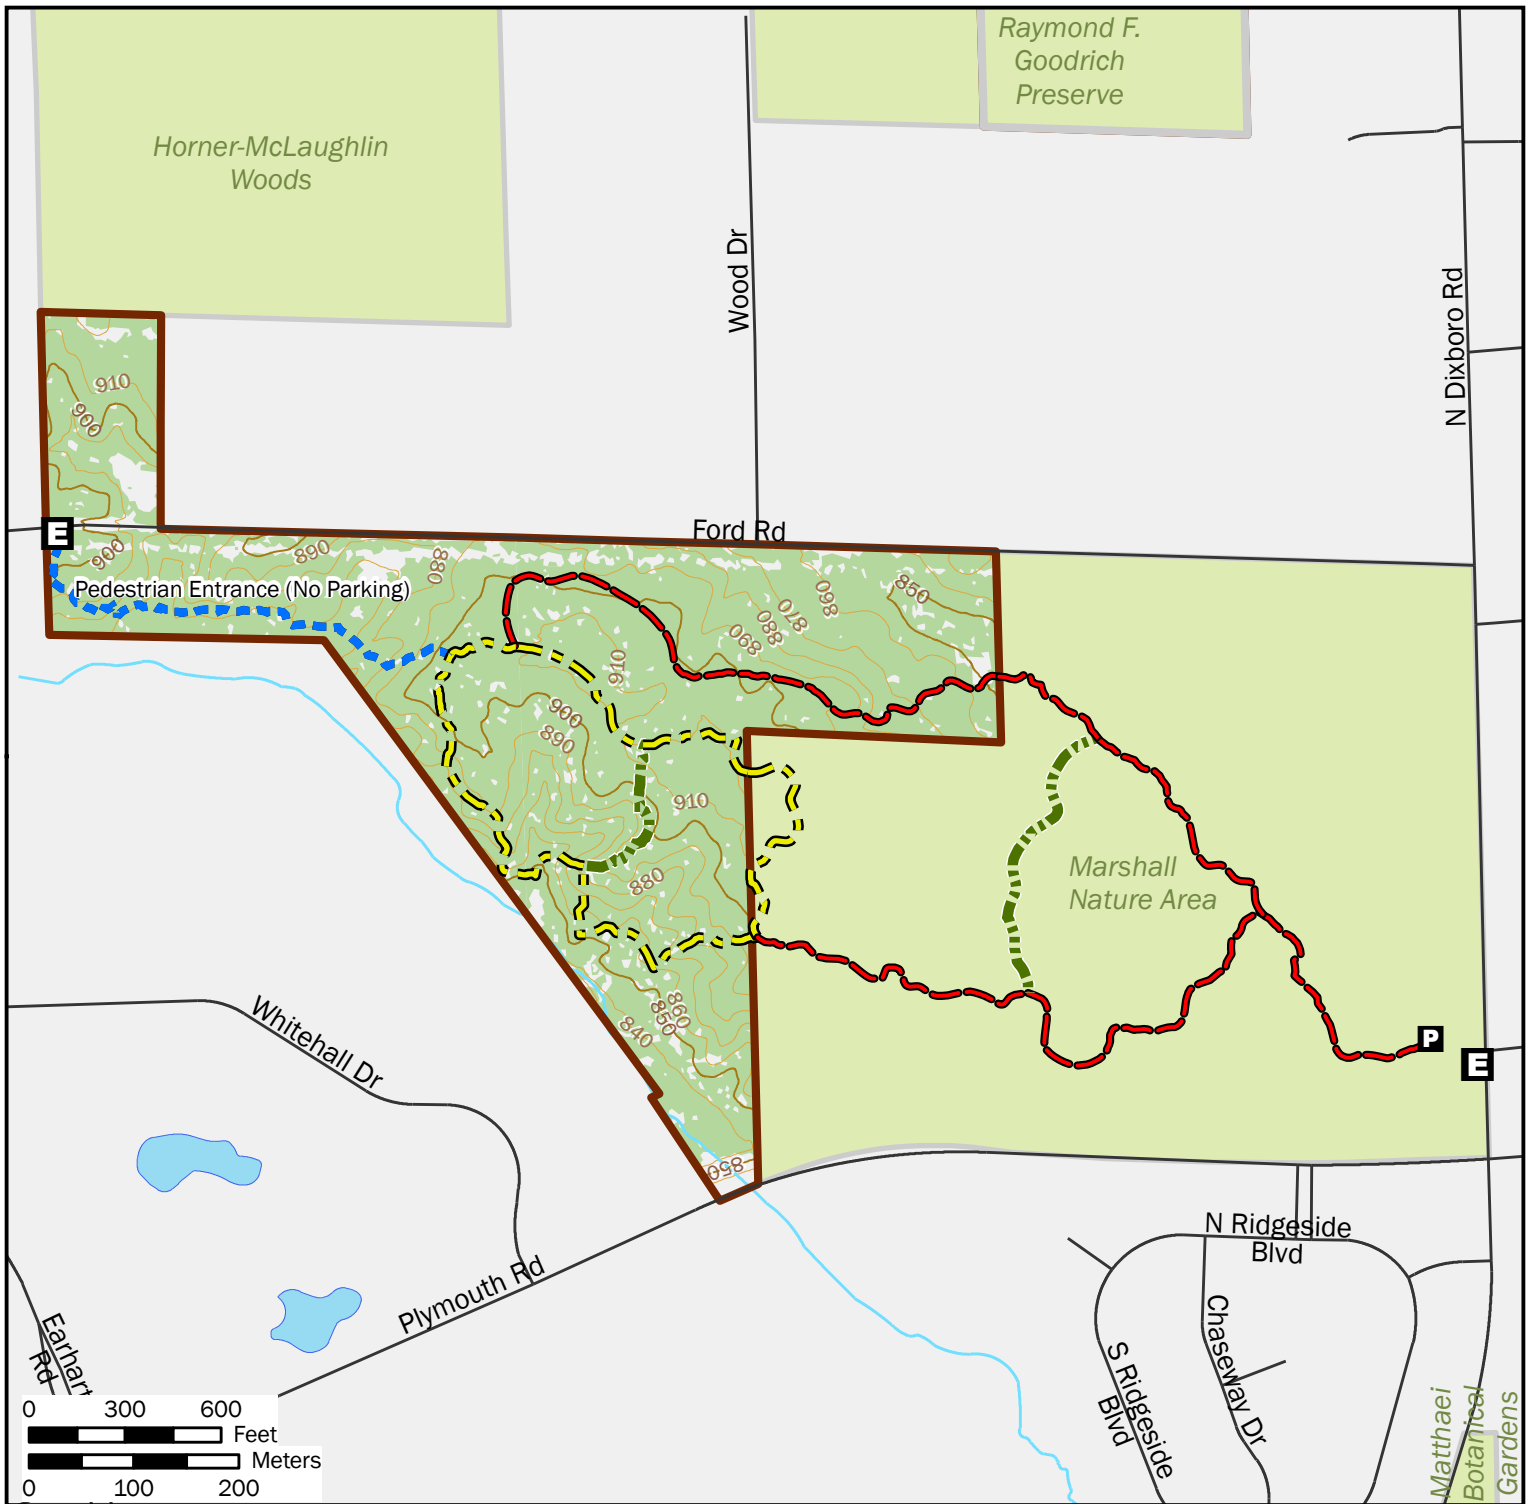 Raymond F.
Goodrich
Preserve
Horner-McLaughlin
Woods
Wood Dr
N Dixboro Rd
910
900
Ford Rd
E
900
890
880
Pedestrian Entrance (No Parking)
850
860
870
880
890
910
900
890
910
880
Marshall
Nature Area
860
850
840
P
E
Whitehall Dr
850
Plymouth Rd
N Ridgeside
Blvd
Chaseway Dr
S Ridgeside
Blvd
Earhart
Rd
Matthaei
Botanical
Gardens
0 300 600
Feet
Meters
0 100 200